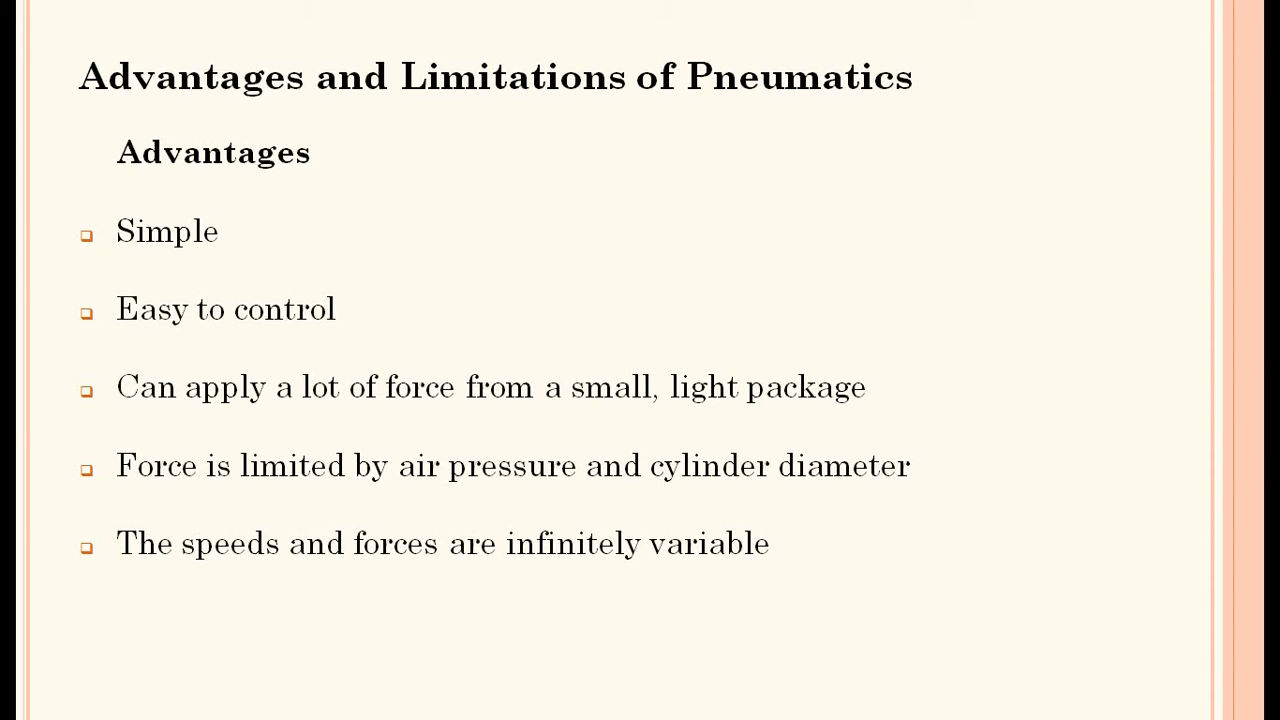 Advantages and Limitations of Pneumatics
Advantages
Simple
Easy to control
Can apply a lot of force from a small, light package
Force is limited by air pressure and cylinder diameter
The speeds and forces are infinitely variable